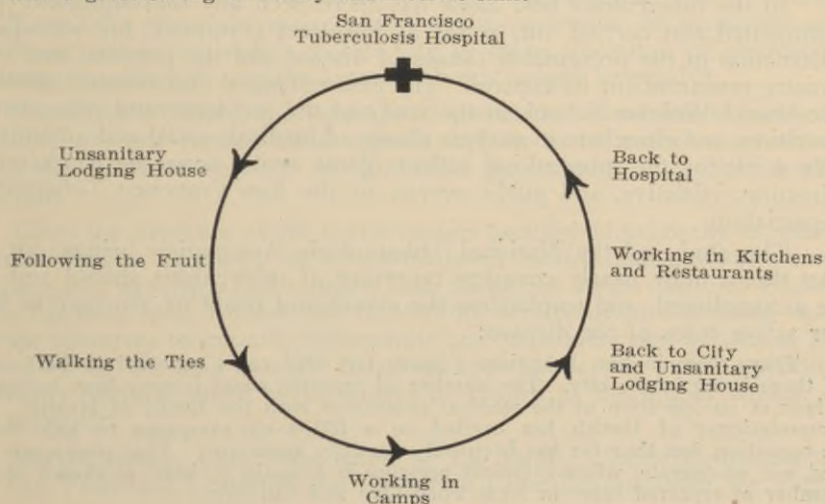 San Francisco
Tuberculosis Hospital
Unsanitary
Lodging House
Back to
Hospital
Following the Fruit
Working in Kitchens
and Restaurants
Walking the Ties
Back to City
and Unsanitary
Lodging House
Working in
Camps